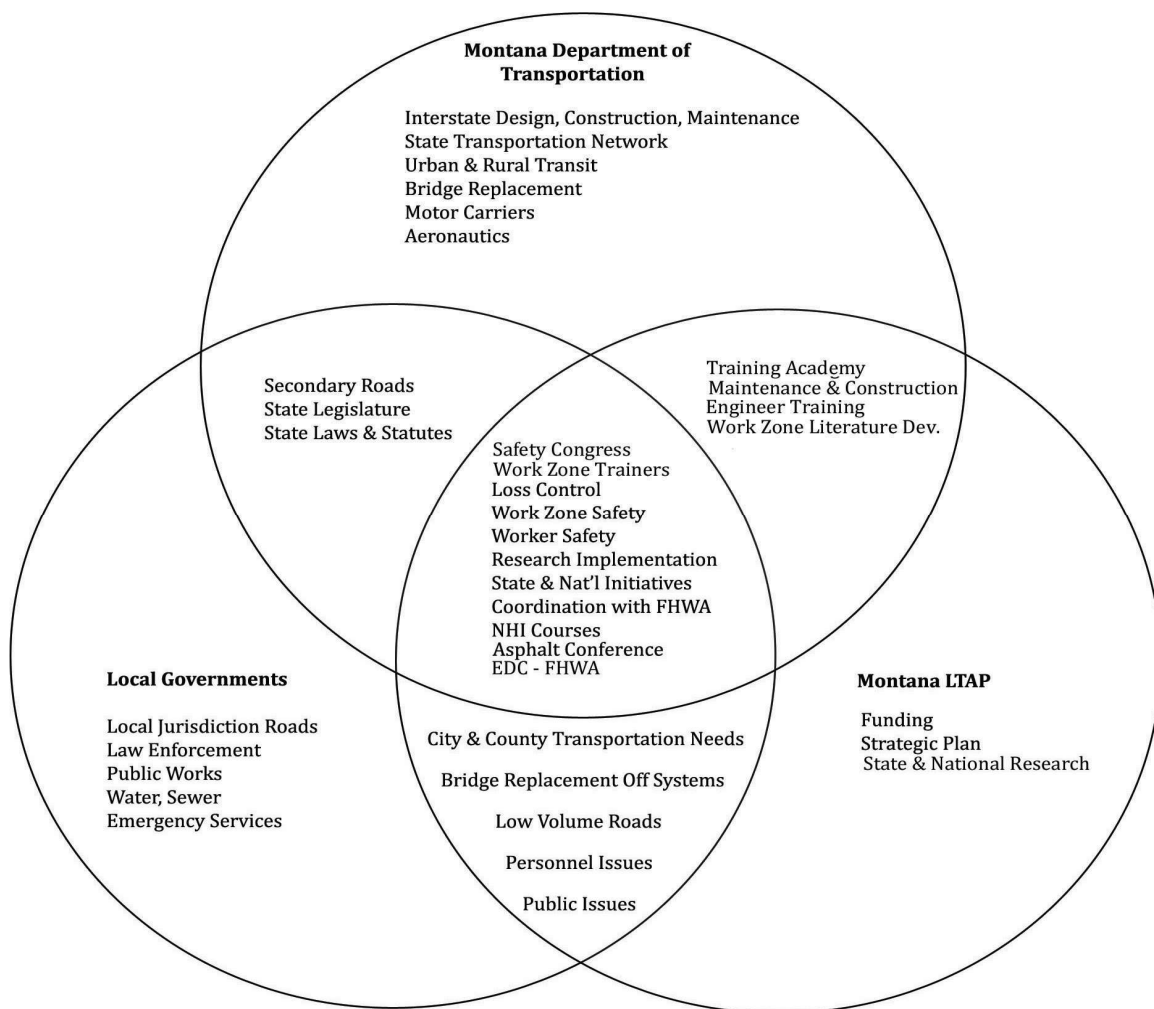 Montana Department of
Transportation
Interstate Design, Construction, Maintenance
State Transportation Network
Urban & Rural Transit
Bridge Replacement
Motor Carriers
Aeronautics
Secondary Roads
State Legislature
State Laws & Statutes
Training Academy
Maintenance & Construction
Engineer Training
Work Zone Literature Dev.
Safety Congress
Work Zone Trainers
Loss Control
Work Zone Safety
Worker Safety
Research Implementation
State & Nat'l Initiatives
Coordination with FHWA
NHI Courses
Asphalt Conference
EDC - FHWA
Local Governments
Local Jurisdiction Roads
Law Enforcement
Public Works
Water, Sewer
Emergency Services
Montana LTAP
Funding
Strategic Plan
State & National Research
City & County Transportation Needs
Bridge Replacement Off Systems
Low Volume Roads
Personnel Issues
Public Issues